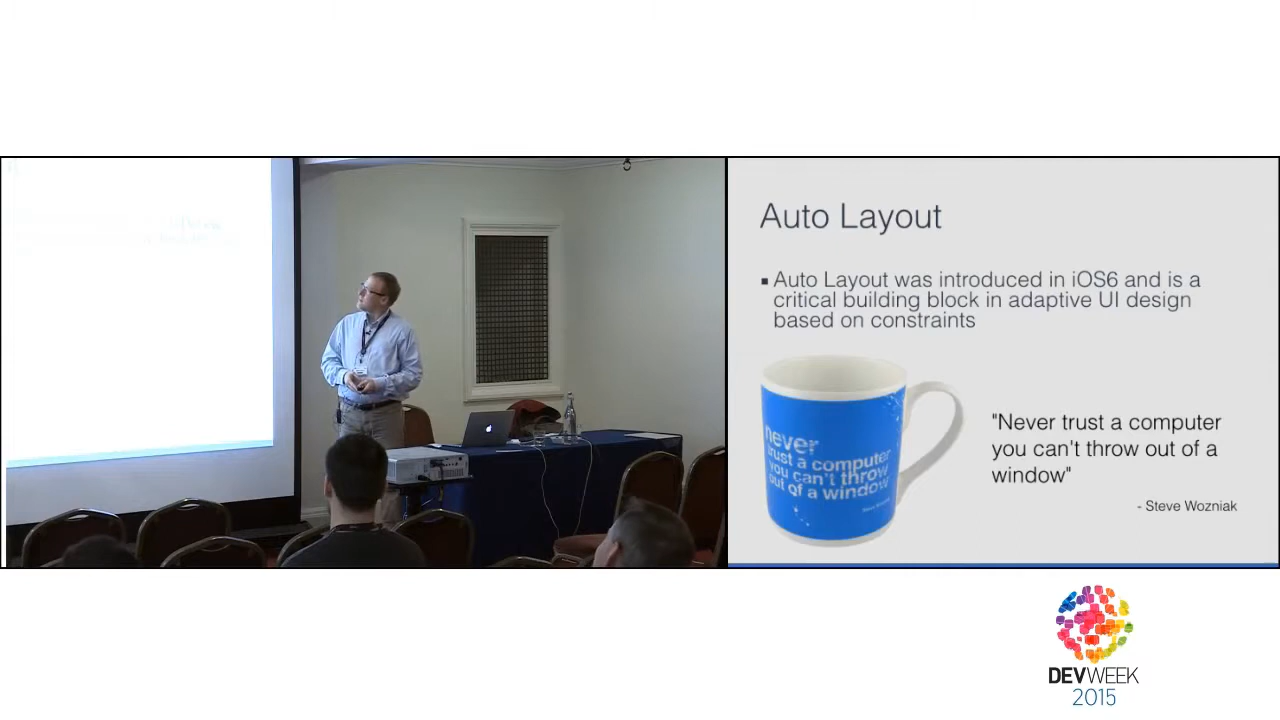 Auto Layout
▪ Auto Layout was introduced in iOS6 and is a
critical building block in adaptive UI design
based on constraints
never
trust a computer
you can't throw
out of a window
"Never trust a computer
you can't throw out of a
window"
- Steve Wozniak
DEVWEEK
2015